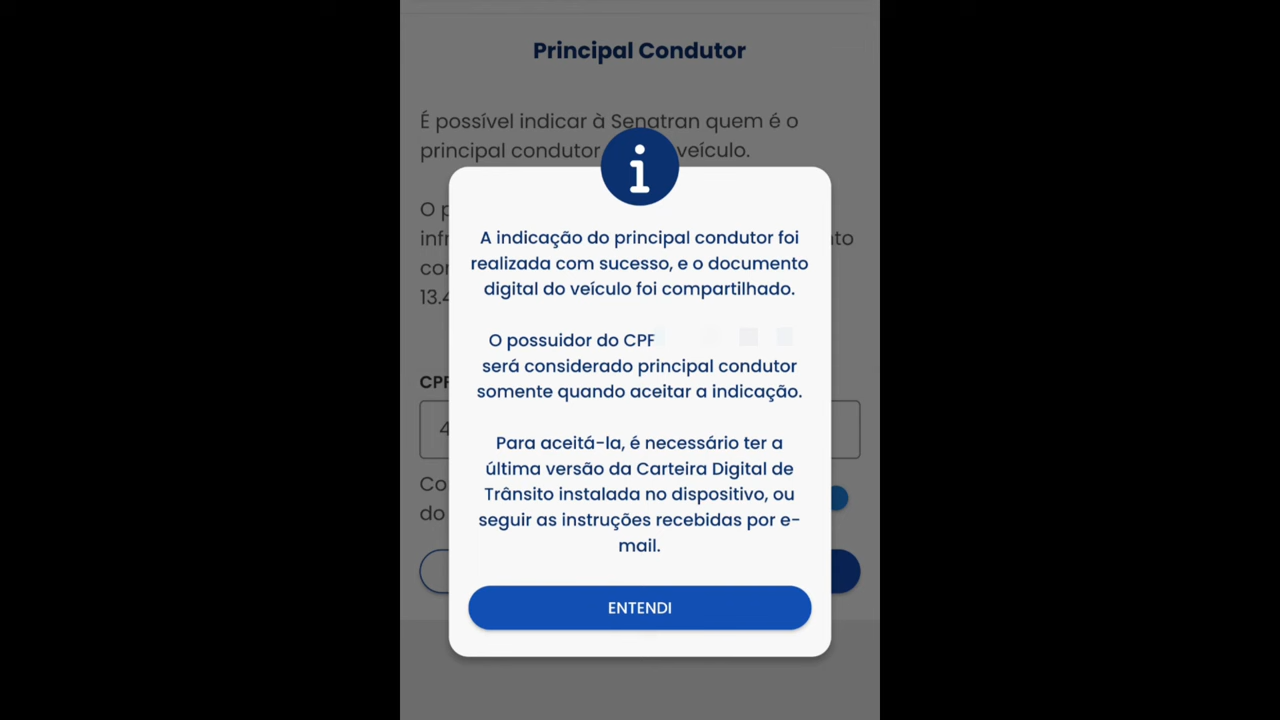 Principal Condutor
É possível indicar à Senatran quem é o
principal condutor veículo.
A indicação do principal condutor foi
realizada com sucesso, e o documento
digital do veículo foi compartilhado.
O possuidor do CPF
será considerado principal condutor
somente quando aceitar a indicação.
Para aceitá-la, é necessário ter a
última versão da Carteira Digital de
Trânsito instalada no dispositivo, ou
seguir as instruções recebidas por e-
mail.
ENTENDI
O
CPF
do